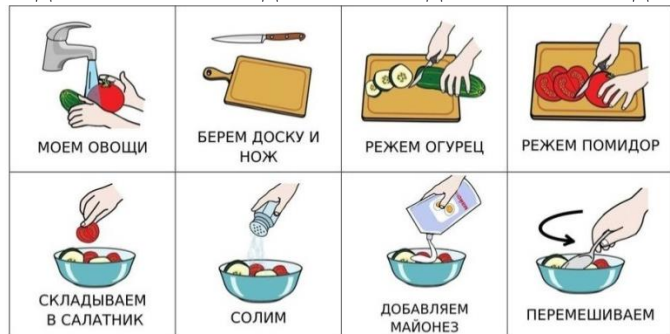 МОЕМ ОВОЩИ
БЕРЕМ ДОСКУ И
НОЖ
РЕЖЕМ ОГУРЕЦ
РЕЖЕМ ПОМИДОР
СКЛАДЫВАЕМ
В САЛАТНИК
СОЛИМ
ДОБАВЛЯЕМ
МАЙОНЕЗ
ПЕРЕМЕШИВАЕМ